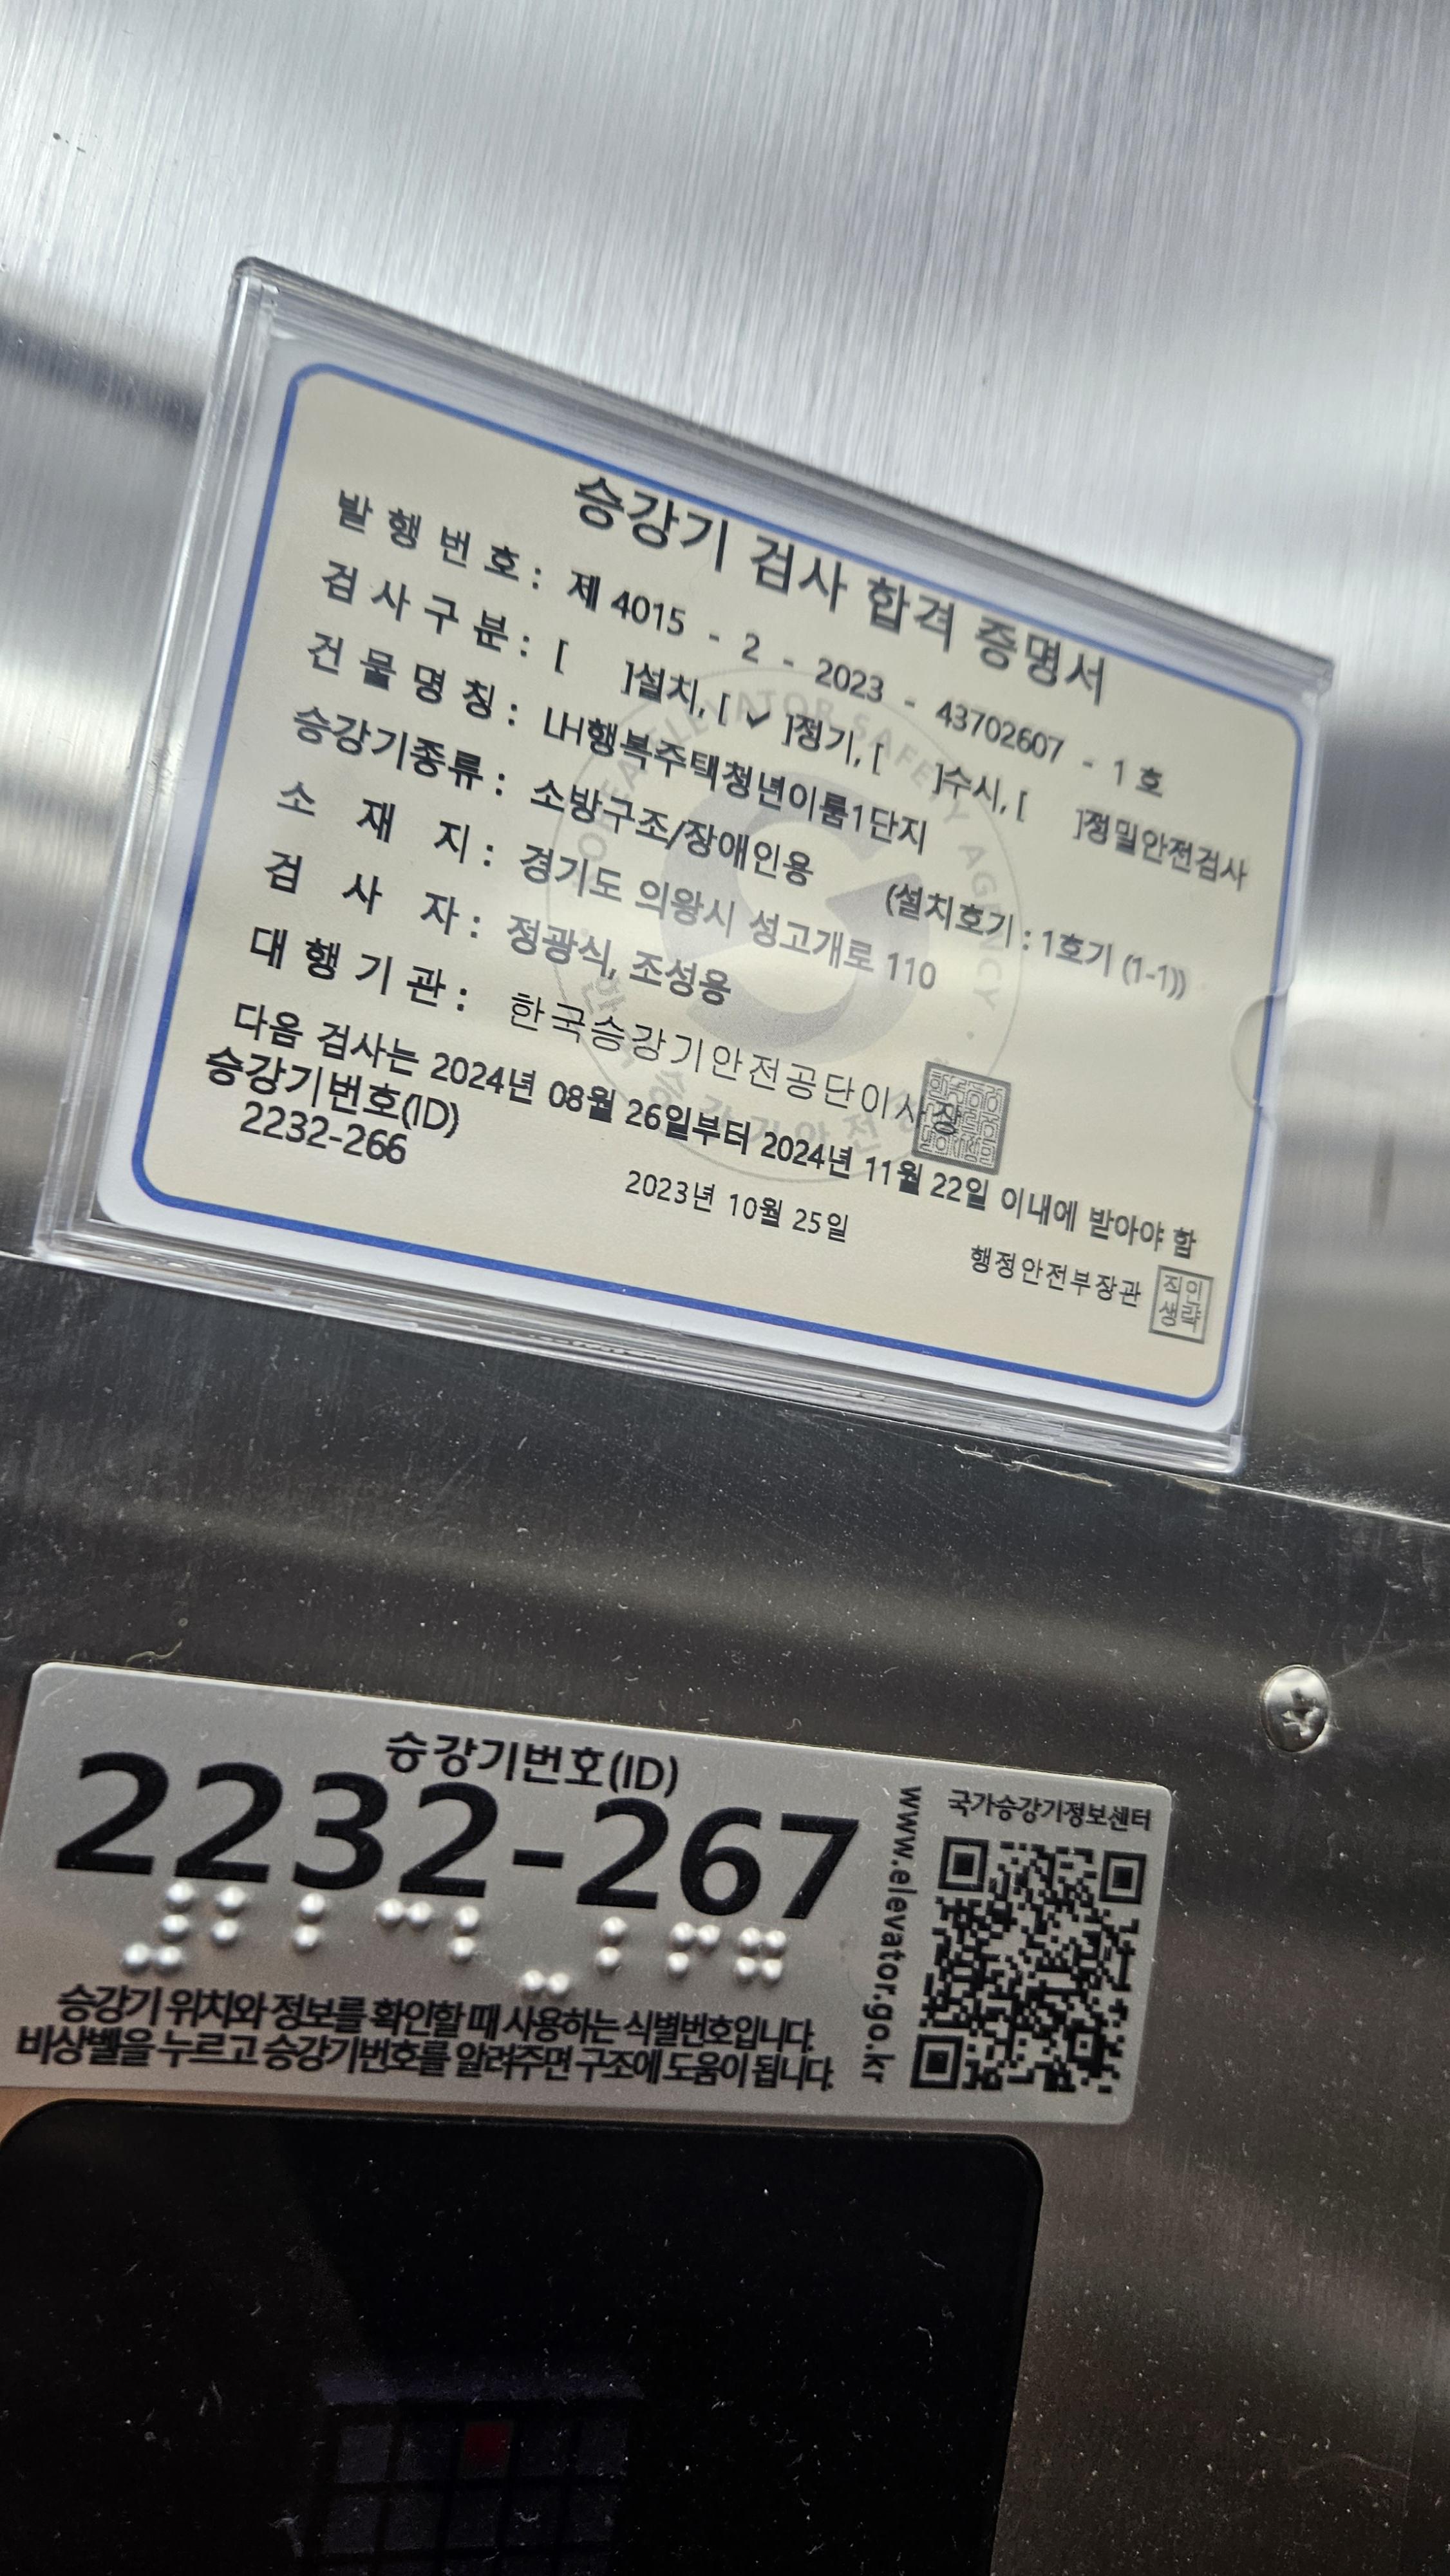 승강기 검사 합격 증명서
발행번호 : 제 4015 - 2 - 2023 - 43702607 - 1 호
검사구분 : [ ]설치, [ ✓ ]정기, [ ]수시, [ ]정밀안전검사
건물명칭 : LH행복주택청년이룸1단지
승강기종류 : 소방구조/장애인용 (설치호기 : 1호기 (1-1))
소재지 : 경기도 의왕시 성고개로 110
검사자 : 정광식, 조성용
대행기관 : 한국승강기안전공단이사장
다음 검사는 2024년 08월 26일부터 2024년 11월 22일 이내에 받아야 함
승강기번호(ID)
2232-266
2023년 10월 25일
행정안전부장관
승강기번호(ID)
2232-267
승강기 위치와 정보를 확인할 때 사용하는 식별번호입니다.
비상벨을 누르고 승강기번호를 알려주면 구조에 도움이 됩니다.
www.elevator.go.kr
국가승강기정보센터